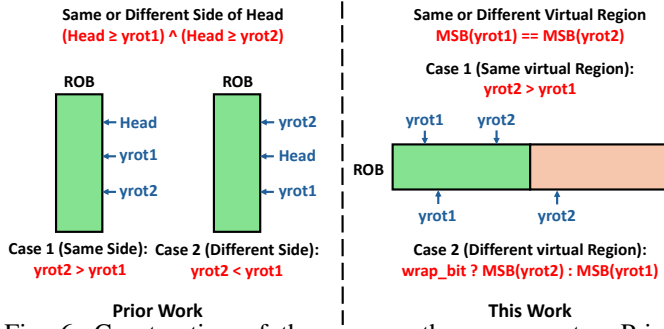 Same or Different Side of Head
(Head ≥ yrot1) ^ (Head ≥ yrot2)
ROB
ROB
Head
yrot1
yrot2
yrot2
Head
yrot1
Case 1 (Same Side):
yrot2 > yrot1
Case 2 (Different Side):
yrot2 < yrot1
Prior Work
Same or Different Virtual Region
MSB(yrot1) == MSB(yrot2)
Case 1 (Same virtual Region):
yrot2 > yrot1
yrot1
yrot2
ROB
yrot1
yrot2
Case 2 (Different virtual Region):
wrap_bit ? MSB(yrot2) : MSB(yrot1)
This Work